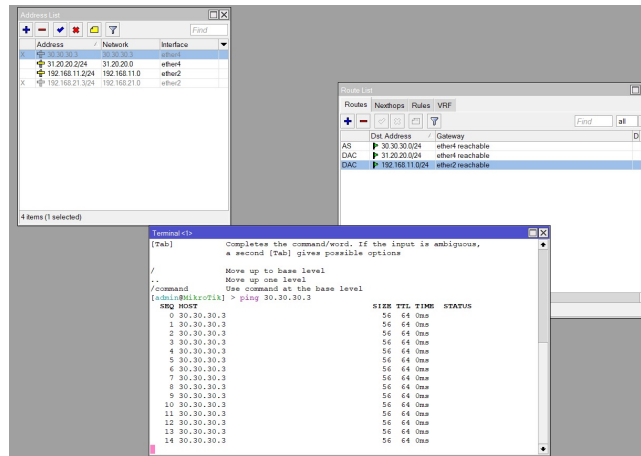 Address List
Find
Address Network Interface
X 30.30.30.3 30.30.30.3 ether4
31.20.20.2/24 31.20.20.0 ether4
192.168.11.2/24 192.168.11.0 ether2
X 192.168.21.3/24 192.168.21.0 ether2
4 items (1 selected)
Route List
Routes Nexthops Rules VRF
Find all
Dst. Address Gateway D
AS 30.30.30.0/24 ether4 reachable
DAC 31.20.20.0/24 ether4 reachable
DAC 192.168.11.0/24 ether2 reachable
Terminal <1>
[Tab] Completes the command/word. If the input is ambiguous,
a second [Tab] gives possible options
/ Move up to base level
.. Move up one level
/command Use command at the base level
[admin@MikroTik] > ping 30.30.30.3
SEQ HOST SIZE TTL TIME STATUS
0 30.30.30.3 56 64 0ms
1 30.30.30.3 56 64 0ms
2 30.30.30.3 56 64 0ms
3 30.30.30.3 56 64 0ms
4 30.30.30.3 56 64 0ms
5 30.30.30.3 56 64 0ms
6 30.30.30.3 56 64 0ms
7 30.30.30.3 56 64 0ms
8 30.30.30.3 56 64 0ms
9 30.30.30.3 56 64 0ms
10 30.30.30.3 56 64 0ms
11 30.30.30.3 56 64 0ms
12 30.30.30.3 56 64 0ms
13 30.30.30.3 56 64 0ms
14 30.30.30.3 56 64 0ms